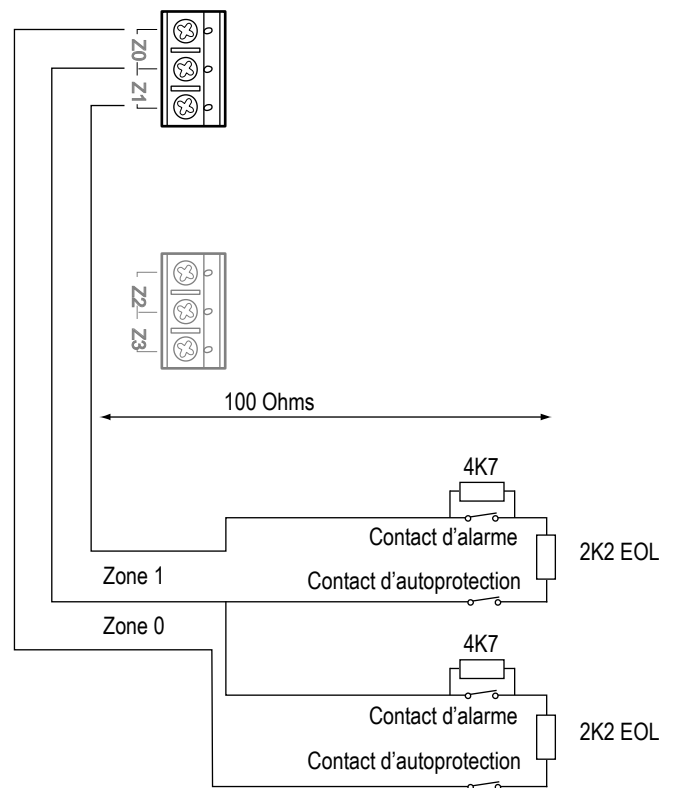 Z0
Z1
Z2
Z3
100 Ohms
4K7
Contact d'alarme
2K2 EOL
Zone 1
Contact d'autoprotection
Zone 0
4K7
Contact d'alarme
2K2 EOL
Contact d'autoprotection